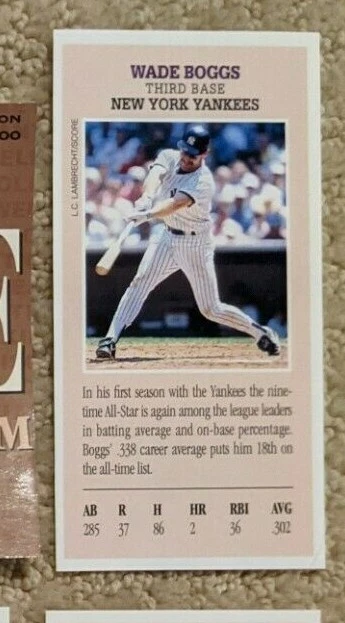 WADE BOGGS
THIRD BASE
NEW YORK YANKEES
L.C. LAMBRECHT/SCORE
In his first season with the Yankees the nine-
time All-Star is again among the league leaders
in batting average and on-base percentage.
Boggs' .338 career average puts him 18th on
the all-time list.
AB R H HR RBI AVG
285 37 86 2 36 .302
ON
00
E
M